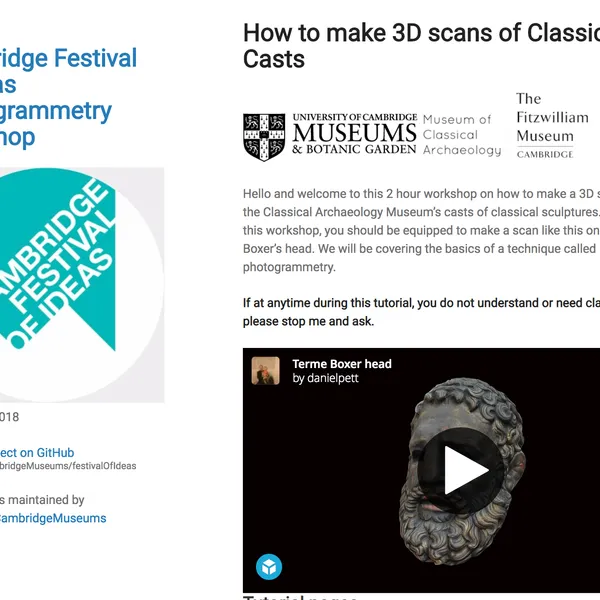 ridge Festival
as
grammetry
hop
AMBRIDGE
FESTIVAL
OF IDEAS
018
ect on GitHub
bridgeMuseums/festivalOfIdeas
s maintained by
CambridgeMuseums
How to make 3D scans of Classic
Casts
UNIVERSITY OF CAMBRIDGE
MUSEUMS
& BOTANIC GARDEN
Museum of
Classical
Archaeology
The
Fitzwilliam
Museum
CAMBRIDGE
Hello and welcome to this 2 hour workshop on how to make a 3D s
the Classical Archaeology Museum's casts of classical sculptures.
this workshop, you should be equipped to make a scan like this on
Boxer's head. We will be covering the basics of a technique called
photogrammetry.
If at anytime during this tutorial, you do not understand or need cla
please stop me and ask.
Terme Boxer head
by danielpett
Tutorial pages